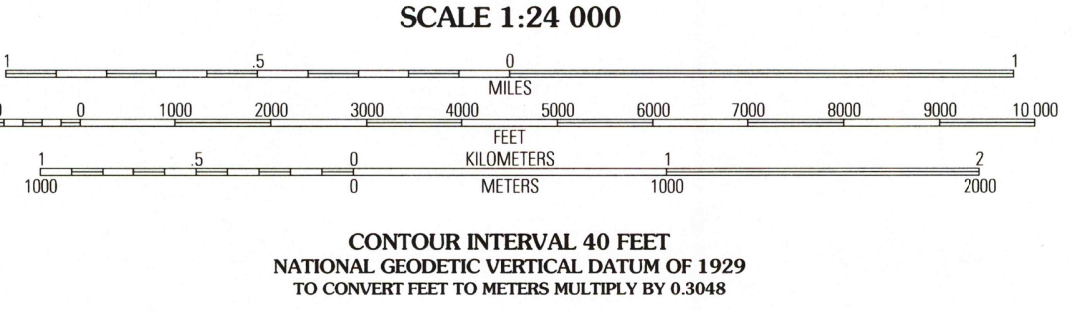 SCALE 1:24 000
1 .5 0 1
MILES
0 1000 2000 3000 4000 5000 6000 7000 8000 9000 10 000
FEET
1 .5 0 KILOMETERS 1 2
1000 0 METERS 1000 2000
CONTOUR INTERVAL 40 FEET
NATIONAL GEODETIC VERTICAL DATUM OF 1929
TO CONVERT FEET TO METERS MULTIPLY BY 0.3048